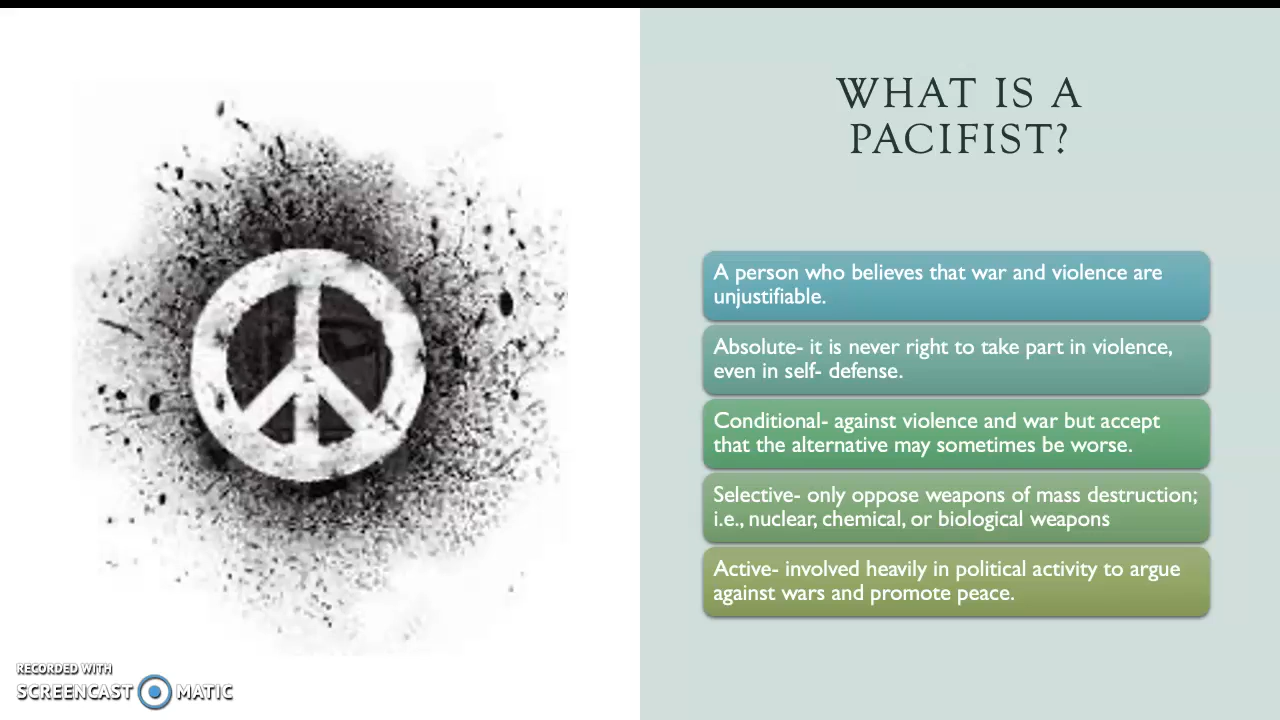 WHAT IS A
PACIFIST?
A person who believes that war and violence are
unjustifiable.
Absolute- it is never right to take part in violence,
even in self- defense.
Conditional- against violence and war but accept
that the alternative may sometimes be worse.
Selective- only oppose weapons of mass destruction;
i.e., nuclear, chemical, or biological weapons
Active- involved heavily in political activity to argue
against wars and promote peace.
RECORDED WITH
SCREENCAST MATIC